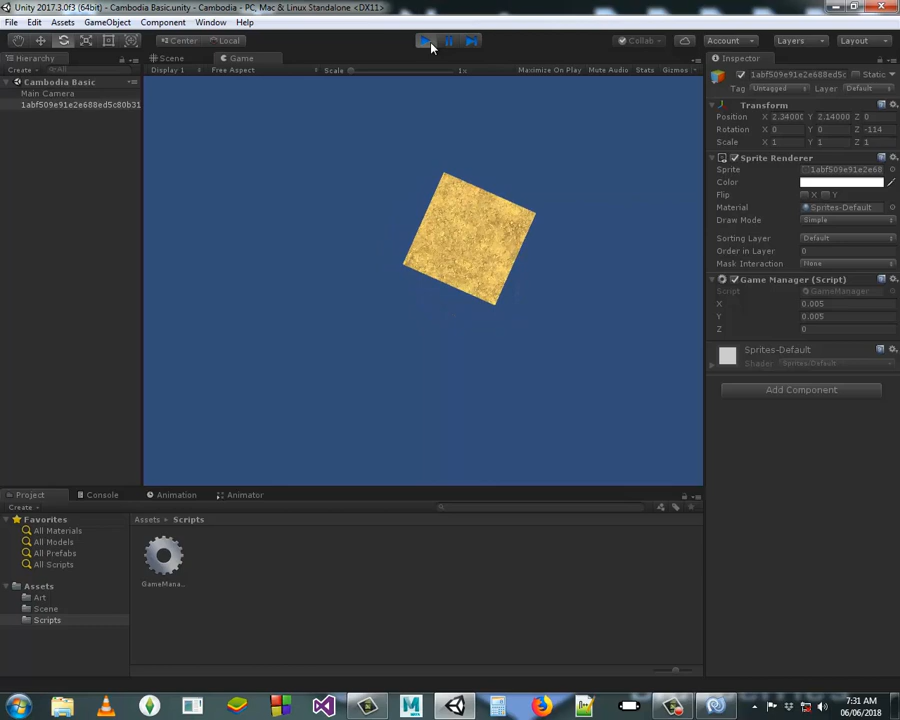 Unity 2017.3.0f3 (64bit) - Cambodia Basic.unity - Cambodia - PC, Mac & Linux Standalone <DX11>
File Edit Assets GameObject Component Window Help
Center Local Collab Account Layers Layout
Hierarchy Scene Game Inspector
Create All Display 1 Free Aspect Scale 1x Maximize On Play Mute Audio Stats Gizmos
1abf509e91e2e688ed5c Static
Cambodia Basic
Tag Untagged Layer Default
Main Camera
1abf509e91e2e688ed5c80b31
Transform
Position X 2.3400 Y 2.1400 Z 0
Rotation X 0 Y 0 Z -114
Scale X 1 Y 1 Z 1
Sprite Renderer
Sprite 1abf509e91e2e68
Color
Flip X Y
Material Sprites-Default
Draw Mode Simple
Sorting Layer Default
Order in Layer 0
Mask Interaction None
Game Manager (Script)
Script GameManager
X 0.005
Y 0.005
Z 0
Sprites-Default
Shader Sprites/Default
Add Component
Project Console Animation Animator
Create
Favorites
All Materials
All Models
All Prefabs
All Scripts
Assets
Art
Scene
Scripts
Assets Scripts
GameMana...
7:31 AM
06/06/2018